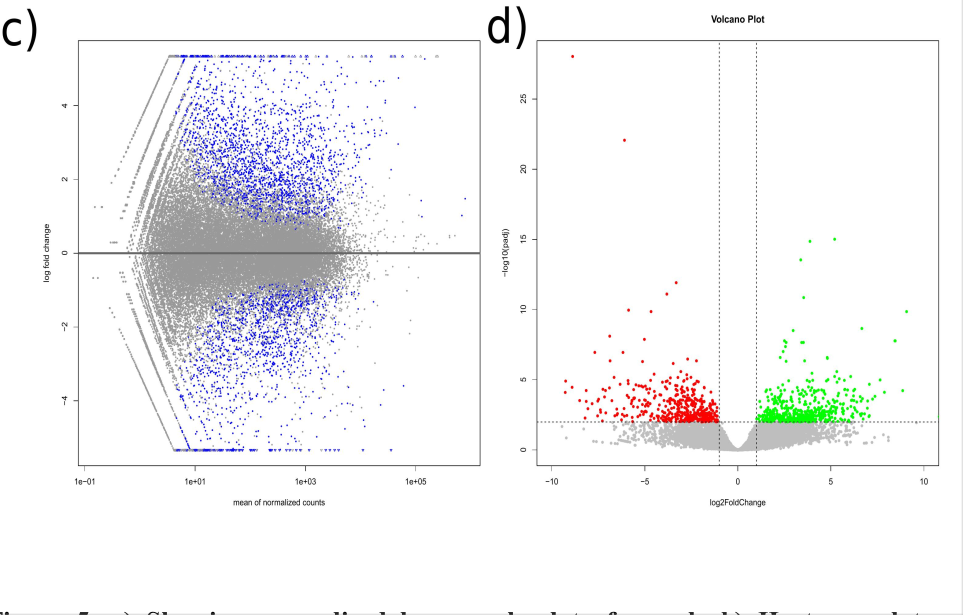 c)
4
2
0
−2
−4
log fold change
1e−01 1e+01 1e+03 1e+05
mean of normalized counts
d)
Volcano Plot
25
20
15
10
5
0
−log10(padj)
−10 −5 0 5 10
log2FoldChange